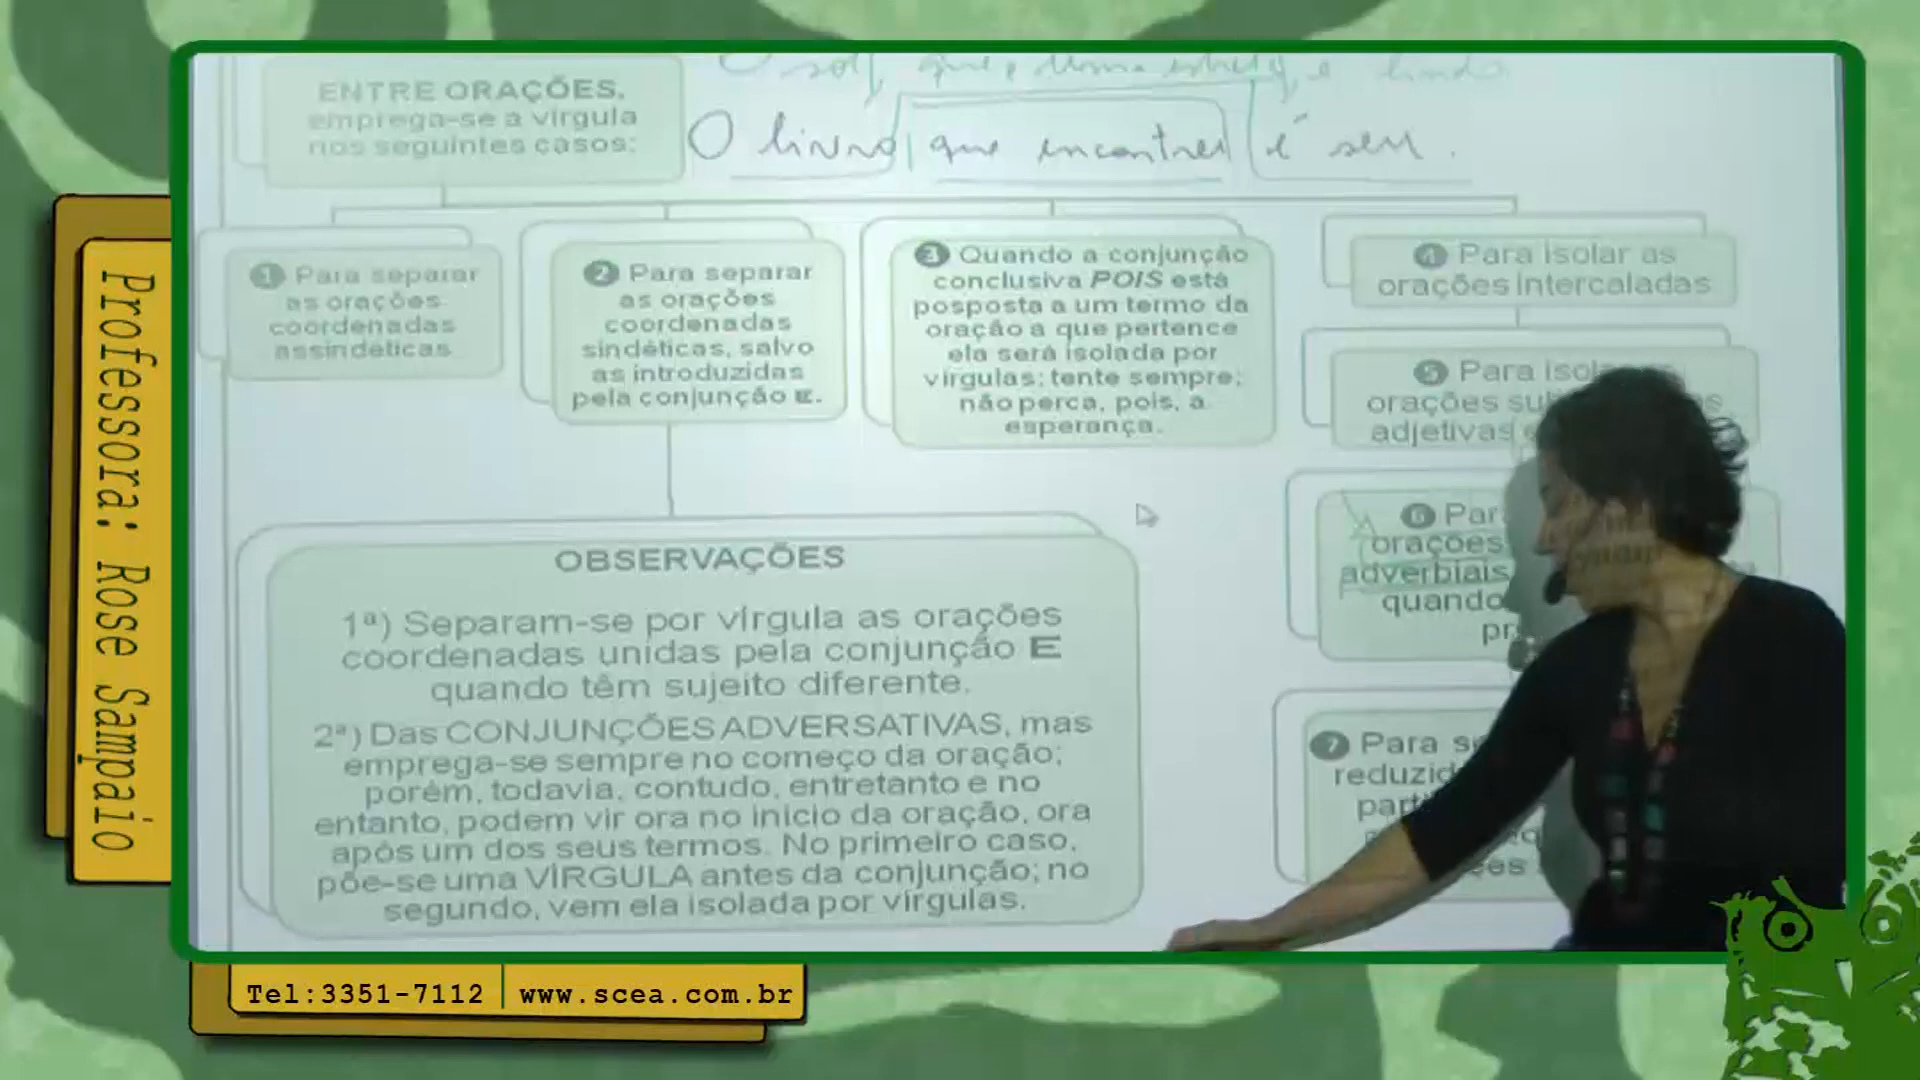 O sol, que é uma estrela, é lindo
O livro que encontrei é seu.
ENTRE ORAÇÕES,
emprega-se a vírgula
nos seguintes casos:
1 Para separar
as orações
coordenadas
assindéticas
2 Para separar
as orações
coordenadas
sindéticas, salvo
as introduzidas
pela conjunção E.
3 Quando a conjunção
conclusiva POIS está
posposta a um termo da
oração a que pertence
ela será isolada por
vírgulas: tente sempre;
não perca, pois, a
esperança.
4 Para isolar as
orações intercaladas
5 Para
orações
adjetivas
6
orações
adverbiais
quando
7 Para
OBSERVAÇÕES
1ª) Separam-se por vírgula as orações
coordenadas unidas pela conjunção E
quando têm sujeito diferente.
2ª) Das CONJUNÇÕES ADVERSATIVAS, mas
emprega-se sempre no começo da oração;
porém, todavia, contudo, entretanto e no
entanto, podem vir ora no início da oração, ora
após um dos seus termos. No primeiro caso,
põe-se uma VÍRGULA antes da conjunção; no
segundo, vem ela isolada por vírgulas.
Professora: Rose Sampaio
Tel:3351-7112
www.scea.com.br